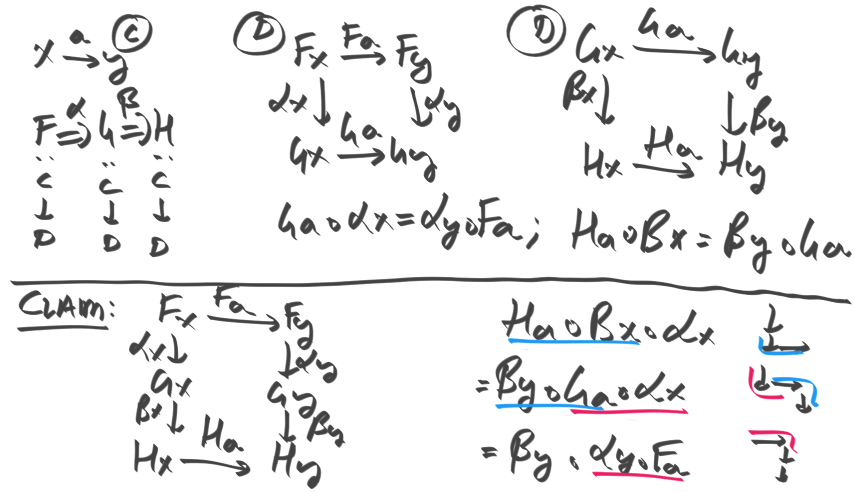 x a→ y Ⓒ
F α⇒ G β⇒ H
: : :
C C C
↓ ↓ ↓
D D D
Ⓓ Fx Fa→ Fy
αx ↓ ↓ αy
Gx Ga→ Gy
Ga∘αx = αy∘Fa;
Ⓓ Gx Ga→ Gy
βx ↓ ↓ βy
Hx Ha→ Hy
Ha∘βx = βy∘Ga
CLAIM:
Fx Fa→ Fy
αx ↓ ↓ αy
Gx Gy
βx ↓ ↓ βy
Hx Ha→ Hy
Ha∘βx∘αx
= βy∘Ga∘αx
= βy∘αy∘Fa